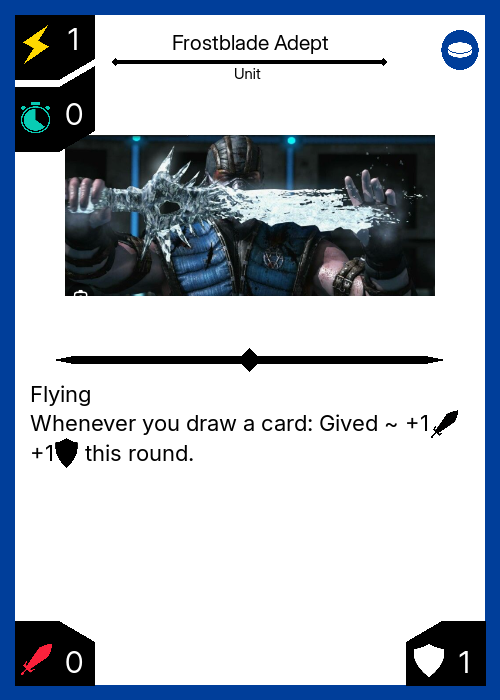 1
Frostblade Adept
Unit
0
Flying
Whenever you draw a card: Gived ~ +1
+1 this round.
0
1